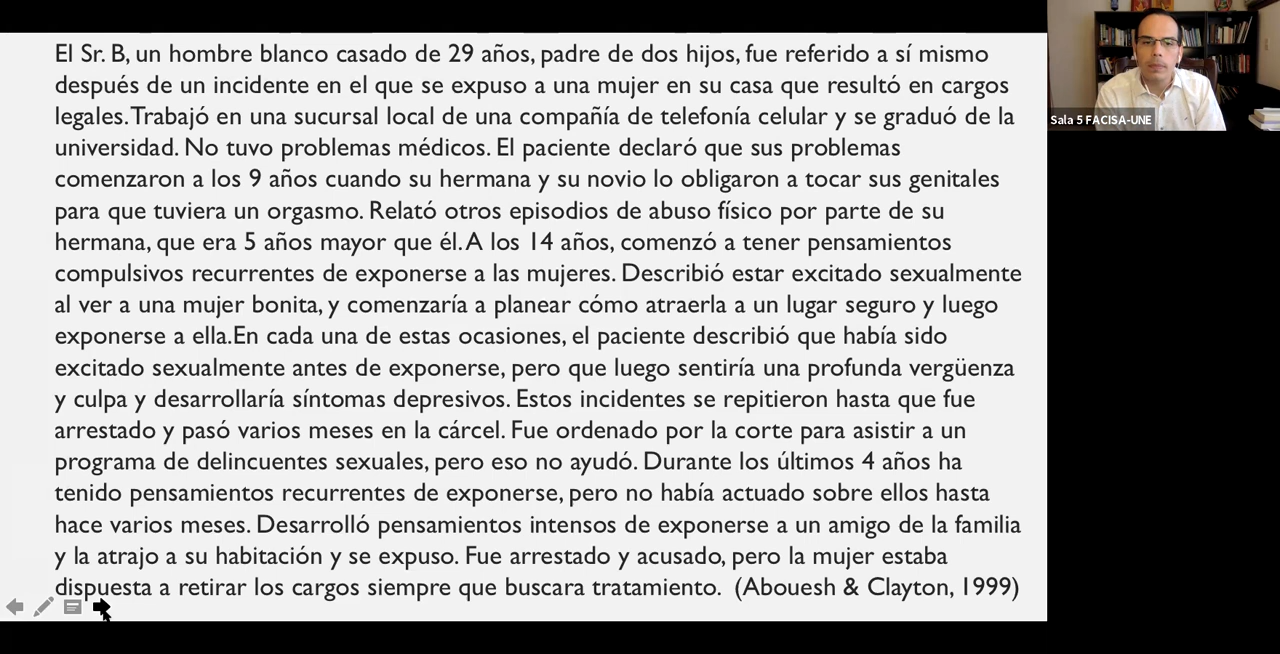 El Sr. B, un hombre blanco casado de 29 años, padre de dos hijos, fue referido a sí mismo
después de un incidente en el que se expuso a una mujer en su casa que resultó en cargos
legales. Trabajó en una sucursal local de una compañía de telefonía celular y se graduó de la
universidad. No tuvo problemas médicos. El paciente declaró que sus problemas
comenzaron a los 9 años cuando su hermana y su novio lo obligaron a tocar sus genitales
para que tuviera un orgasmo. Relató otros episodios de abuso físico por parte de su
hermana, que era 5 años mayor que él. A los 14 años, comenzó a tener pensamientos
compulsivos recurrentes de exponerse a las mujeres. Describió estar excitado sexualmente
al ver a una mujer bonita, y comenzaría a planear cómo atraerla a un lugar seguro y luego
exponerse a ella.En cada una de estas ocasiones, el paciente describió que había sido
excitado sexualmente antes de exponerse, pero que luego sentiría una profunda vergüenza
y culpa y desarrollaría síntomas depresivos. Estos incidentes se repitieron hasta que fue
arrestado y pasó varios meses en la cárcel. Fue ordenado por la corte para asistir a un
programa de delincuentes sexuales, pero eso no ayudó. Durante los últimos 4 años ha
tenido pensamientos recurrentes de exponerse, pero no había actuado sobre ellos hasta
hace varios meses. Desarrolló pensamientos intensos de exponerse a un amigo de la familia
y la atrajo a su habitación y se expuso. Fue arrestado y acusado, pero la mujer estaba
dispuesta a retirar los cargos siempre que buscara tratamiento. (Abouesh & Clayton, 1999)
Sala 5 FACISA-UNE